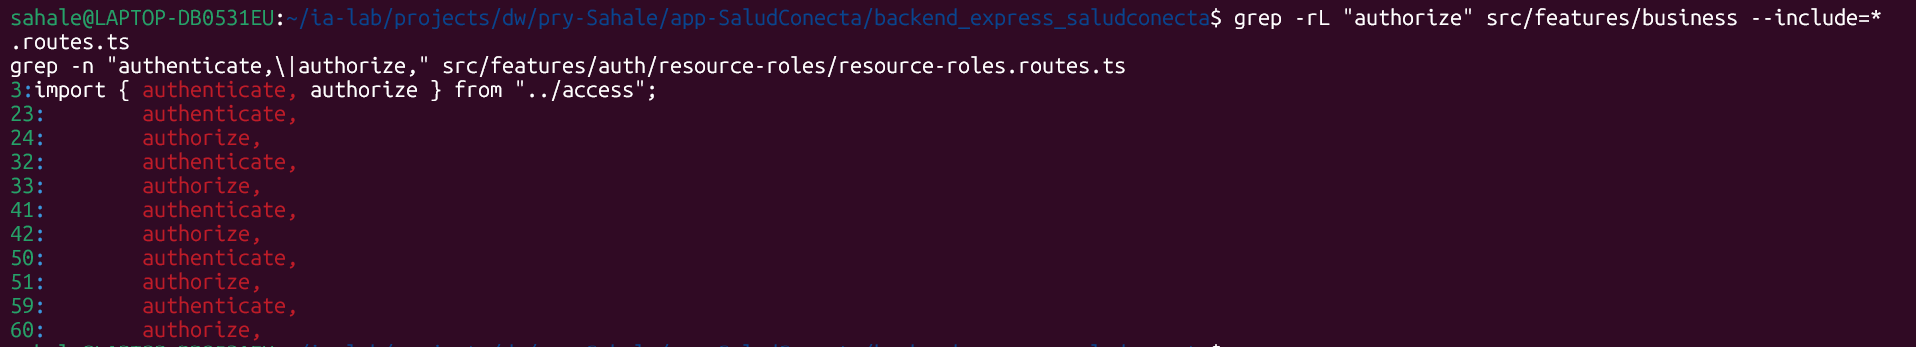 sahale@LAPTOP-DB0531EU:~/ia-lab/projects/dw/pry-Sahale/app-SaludConecta/backend_express_saludconecta$ grep -rL "authorize" src/features/business --include=*
.routes.ts
grep -n "authenticate,\|authorize," src/features/auth/resource-roles/resource-roles.routes.ts
3:import { authenticate, authorize } from "../access";
23:        authenticate,
24:        authorize,
32:        authenticate,
33:        authorize,
41:        authenticate,
42:        authorize,
50:        authenticate,
51:        authorize,
59:        authenticate,
60:        authorize,